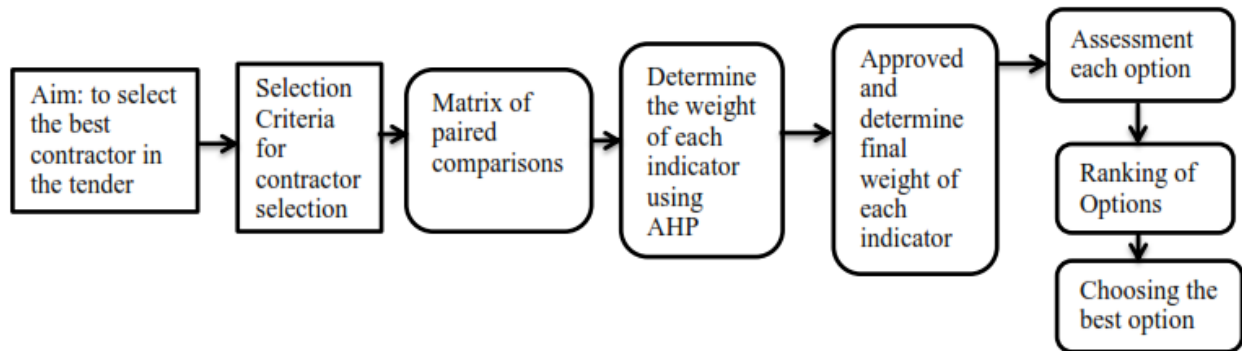 Aim: to select
the best
contractor in
the tender
Selection
Criteria
for
contractor
selection
Matrix of
paired
comparisons
Determine
the weight
of each
indicator
using
AHP
Approved
and
determine
final
weight of
each
indicator
Assessment
each option
Ranking of
Options
Choosing the
best option